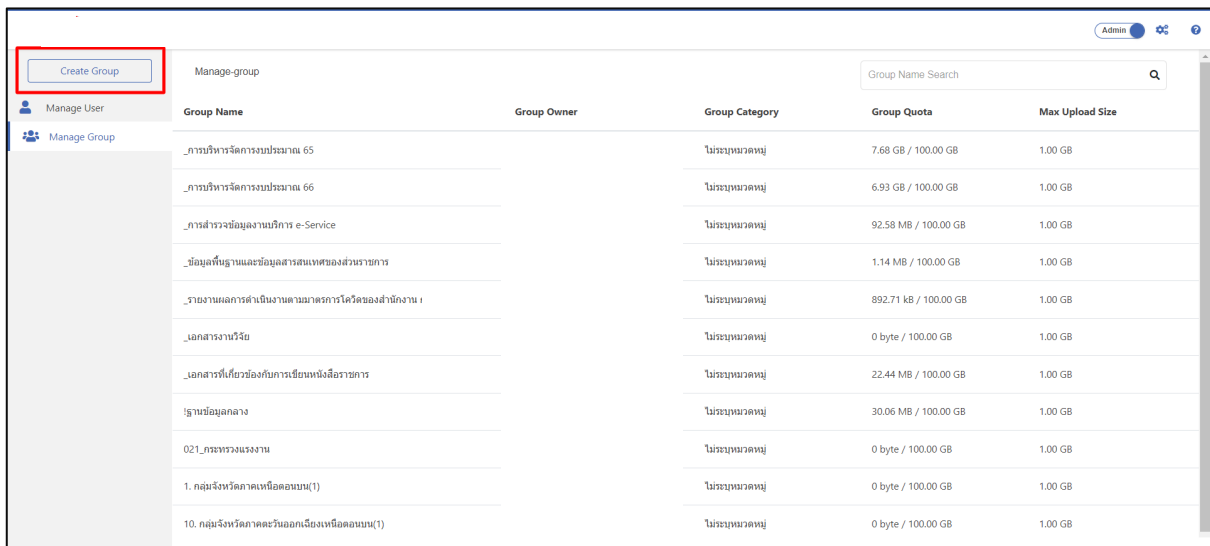 Admin
Create Group
Manage User
Manage Group
Manage-group
Group Name Search
Group Name Group Owner Group Category Group Quota Max Upload Size
_การบริหารจัดการงบประมาณ 65 ไม่ระบุหมวดหมู่ 7.68 GB / 100.00 GB 1.00 GB
_การบริหารจัดการงบประมาณ 66 ไม่ระบุหมวดหมู่ 6.93 GB / 100.00 GB 1.00 GB
_การสำรวจข้อมูลงานบริการ e-Service ไม่ระบุหมวดหมู่ 92.58 MB / 100.00 GB 1.00 GB
_ข้อมูลพื้นฐานและข้อมูลสารสนเทศของส่วนราชการ ไม่ระบุหมวดหมู่ 1.14 MB / 100.00 GB 1.00 GB
_รายงานผลการดำเนินงานตามมาตรการโควิดของสำนักงาน ไม่ระบุหมวดหมู่ 892.71 kB / 100.00 GB 1.00 GB
_เอกสารงานวิจัย ไม่ระบุหมวดหมู่ 0 byte / 100.00 GB 1.00 GB
_เอกสารที่เกี่ยวข้องกับการเขียนหนังสือราชการ ไม่ระบุหมวดหมู่ 22.44 MB / 100.00 GB 1.00 GB
!ฐานข้อมูลกลาง ไม่ระบุหมวดหมู่ 30.06 MB / 100.00 GB 1.00 GB
021_กระทรวงแรงงาน ไม่ระบุหมวดหมู่ 0 byte / 100.00 GB 1.00 GB
1. กลุ่มจังหวัดภาคเหนือตอนบน(1) ไม่ระบุหมวดหมู่ 0 byte / 100.00 GB 1.00 GB
10. กลุ่มจังหวัดภาคตะวันออกเฉียงเหนือตอนบน(1) ไม่ระบุหมวดหมู่ 0 byte / 100.00 GB 1.00 GB